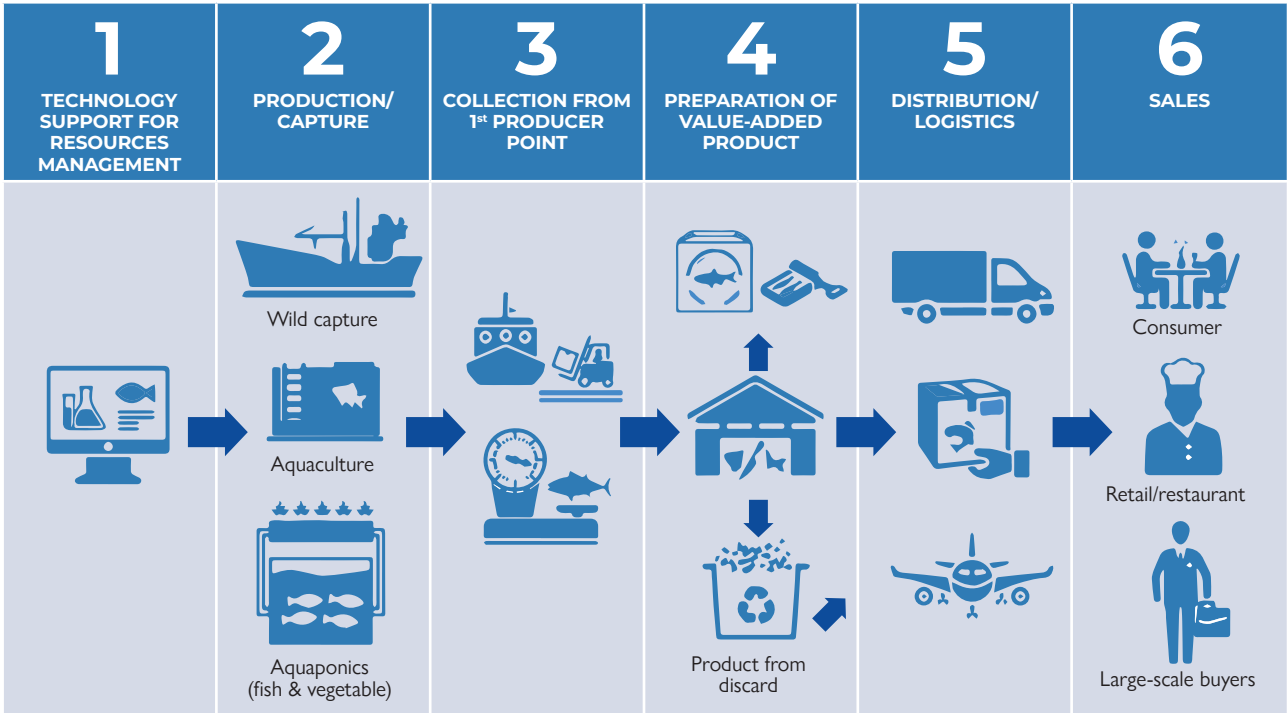 1
TECHNOLOGY
SUPPORT FOR
RESOURCES
MANAGEMENT
2
PRODUCTION/
CAPTURE
3
COLLECTION FROM
1st PRODUCER
POINT
4
PREPARATION OF
VALUE-ADDED
PRODUCT
5
DISTRIBUTION/
LOGISTICS
6
SALES
Wild capture
Aquaculture
Aquaponics
(fish & vegetable)
Product from
discard
Consumer
Retail/restaurant
Large-scale buyers